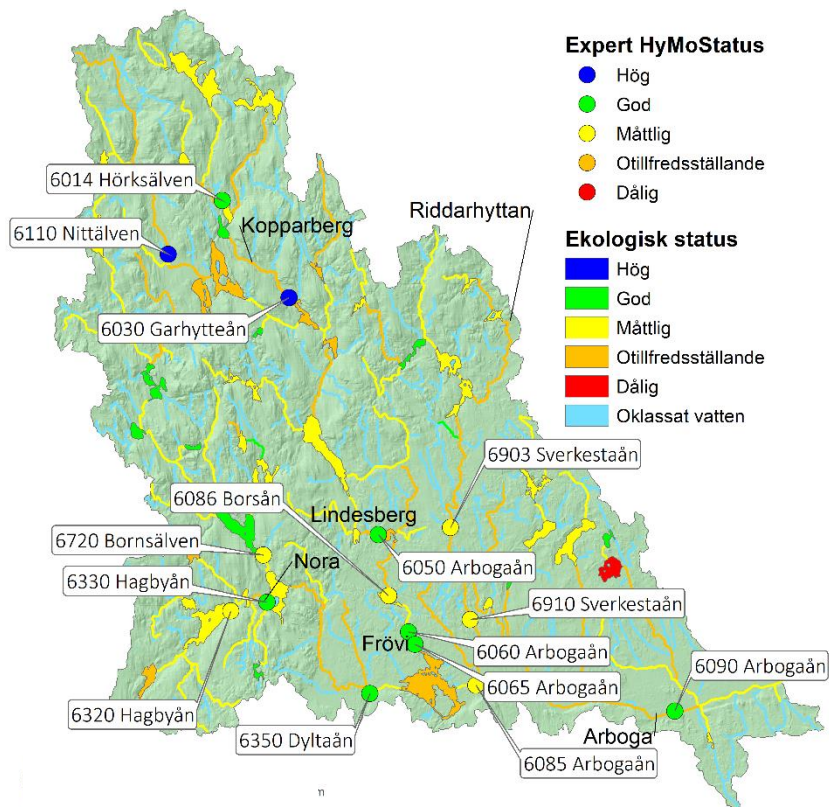 Expert HyMoStatus
Hög
God
Måttlig
Otillfredsställande
Dålig
Ekologisk status
Hög
God
Måttlig
Otillfredsställande
Dålig
Oklassat vatten
6014 Hörksälven
Kopparberg
Riddarhyttan
6110 Nittälven
6030 Garhytteån
6903 Sverkestaån
6086 Borsån
Lindesberg
6720 Bornsälven
6050 Arbogaån
Nora
6330 Hagbyån
6910 Sverkestaån
Frövi
6060 Arbogaån
6090 Arbogaån
6065 Arbogaån
6320 Hagbyån
6350 Dyltaån
Arboga
6085 Arbogaån